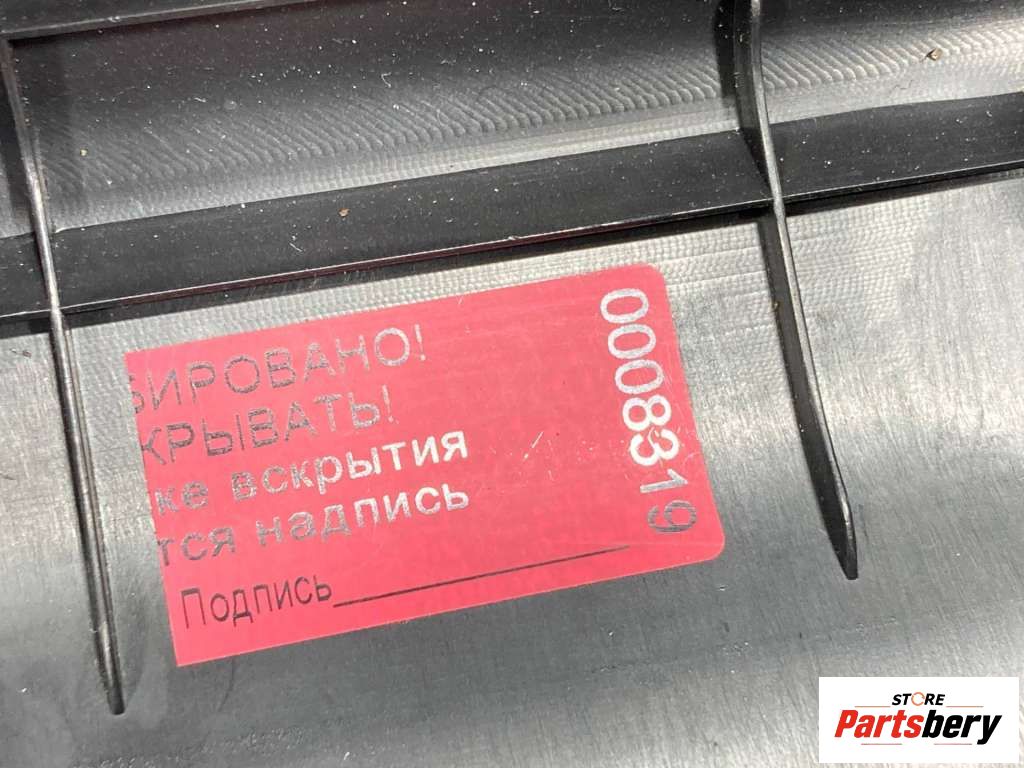 БИРОВАНО!
КРЫВАТЬ!
ке вскрытия
тся надпись
Подпись
0008319
STORE
Partsbery